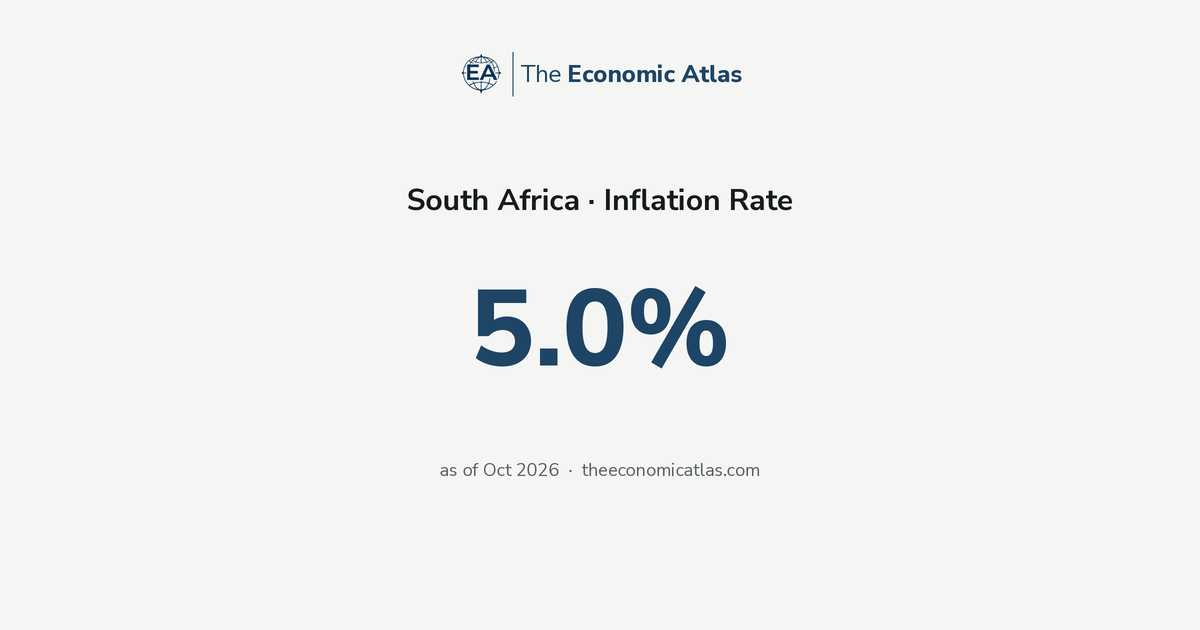 EA The Economic Atlas
South Africa · Inflation Rate
5.0%
as of Oct 2026 · theeconomicatlas.com